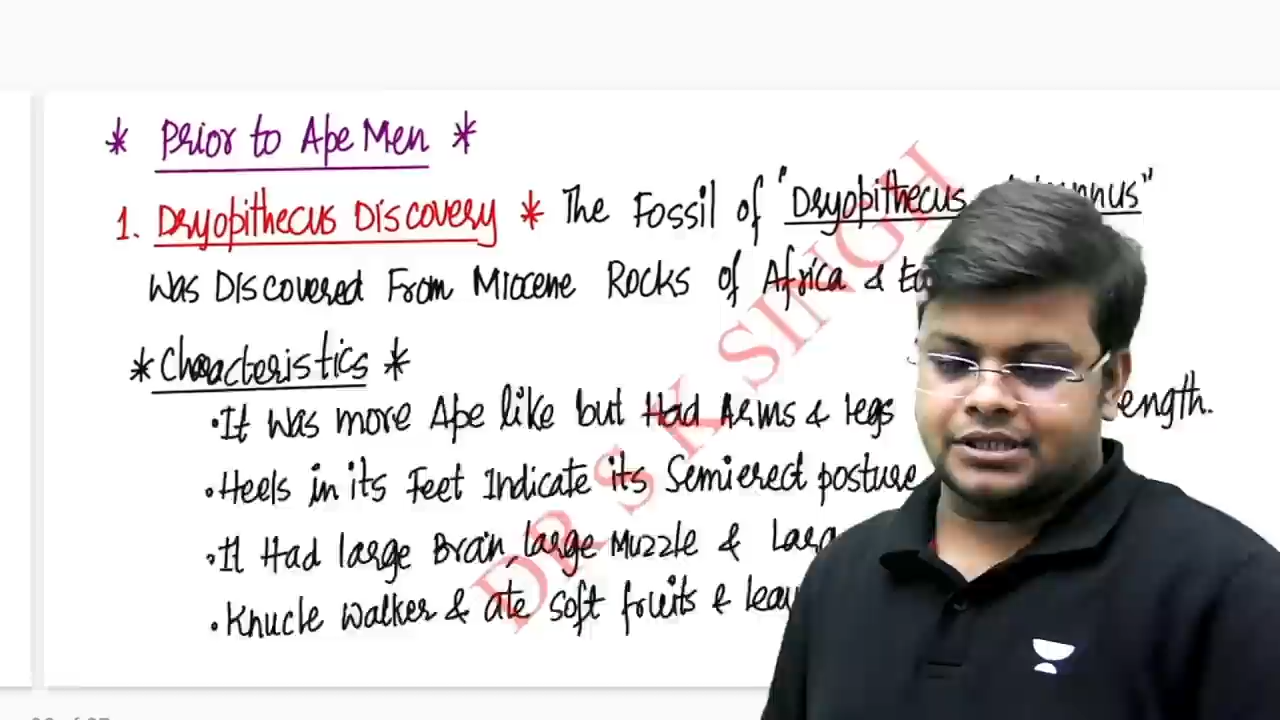 * Prior to Ape Men *
1. Dryopithecus Discovery * The Fossil of "Dryopithecus
Was Discovered From Miocene Rocks of Africa &
* Characteristics *
• It Was more Ape like but Had Arms & legs
• Heels in its Feet Indicate its Semierect posture
• It Had large Brain, large Muzzle &
• Knucle Walker & ate soft fruits &
DR S K SINGH